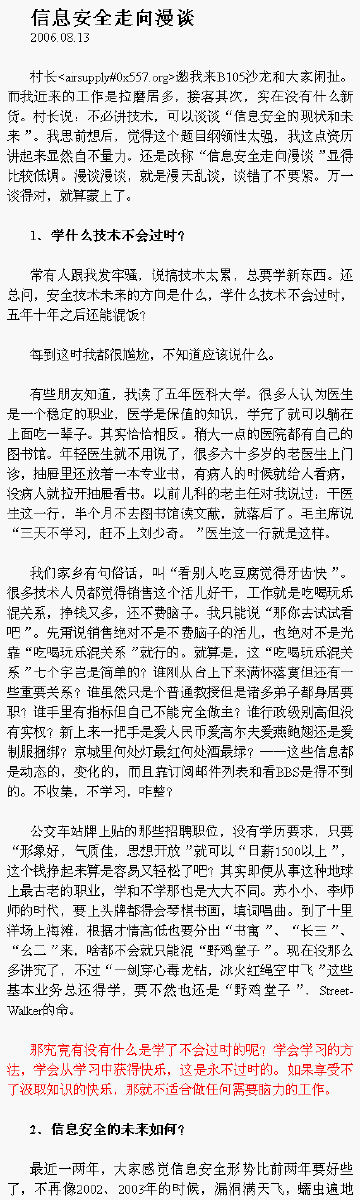 信息安全走向漫谈
2006.08.13
村长<airsupply#0x557.org>邀我来B105沙龙和大家闲扯。
而我近来的工作是拉磨居多，接客其次，实在没有什么新
货。村长说：不必讲技术，可以谈谈“信息安全的现状和未
来”。我思前想后，觉得这个题目纲领性太强，我这点资历
讲起来显然自不量力。还是改称“信息安全走向漫谈”显得
比较低调。漫谈漫谈，就是漫天乱谈，谈错了不要紧。万一
谈得对，就算蒙上了。
1、学什么技术不会过时？
常有人跟我发牢骚，说搞技术太累，总要学新东西。还
总问，安全技术未来的方向是什么，学什么技术不会过时，
五年十年之后还能混饭？
每到这时我都很尴尬，不知道应该说什么。
有些朋友知道，我读了五年医科大学。很多人认为医生
是一个稳定的职业，医学是保值的知识，学完了就可以躺在
上面吃一辈子。其实恰恰相反。稍大一点的医院都有自己的
图书馆。年轻医生就不用说了，很多六十多岁的老医生上门
诊，抽屉里还放着一本专业书，有病人的时候就给人看病，
没病人就拉开抽屉看书。以前儿科的老主任对我说过：干医
生这一行，半个月不去图书馆读文献，就落后了。毛主席说
“三天不学习，赶不上刘少奇。”医生这一行就是这样。
我们家乡有句俗话，叫“看别人吃豆腐觉得牙齿快”。
很多技术人员都觉得销售这个活儿好干，工作就是吃喝玩乐
混关系，挣钱又多，还不费脑子。我只能说“那你去试试看
吧”。先甭说销售绝对不是不费脑子的活儿，也绝对不是光
靠“吃喝玩乐混关系”就行的。就算是，这“吃喝玩乐混关
系”七个字岂是简单的？谁刚从台上下来满怀落寞但还有一
些重要关系？谁虽然只是个普通教授但是诸多弟子都身居要
职？谁手里有指标但自己不能完全做主？谁行政级别高但没
有实权？新上来一把手是爱人民币爱高尔夫爱燕鲍翅还是爱
制服捆绑？京城里何处灯最红何处酒最绿？——这些信息都
是动态的，变化的，而且靠订阅邮件列表和看BBS是得不到
的。不收集，不学习，咋整？
公交车站牌上贴的那些招聘职位，没有学历要求，只要
“形象好，气质佳，思想开放”就可以“日薪1500以上”，
这个钱挣起来算是容易又轻松了吧？其实即便从事这种地球
上最古老的职业，学和不学那也是大大不同。苏小小、李师
师的时代，要上头牌都得会琴棋书画，填词唱曲。到了十里
洋场上海滩，根据才情高低也要分出“书寓”、“长三”、
“幺二”来，啥都不会就只能混“野鸡堂子”。现在没那么
多讲究了，不过“一剑穿心毒龙钻，冰火红绳空中飞”这些
基本业务总还得学，要不然也还是“野鸡堂子”、Street-
Walker的命。
那究竟有没有什么是学了不会过时的呢？学会学习的方
法，学会从学习中获得快乐，这是永不过时的。如果享受不
了汲取知识的快乐，那就不适合做任何需要脑力的工作。
2、信息安全的未来如何？
最近一两年，大家感觉信息安全形势比前两年要好些
了，不再像2002、2003年的时候，漏洞满天飞，蠕虫遍地